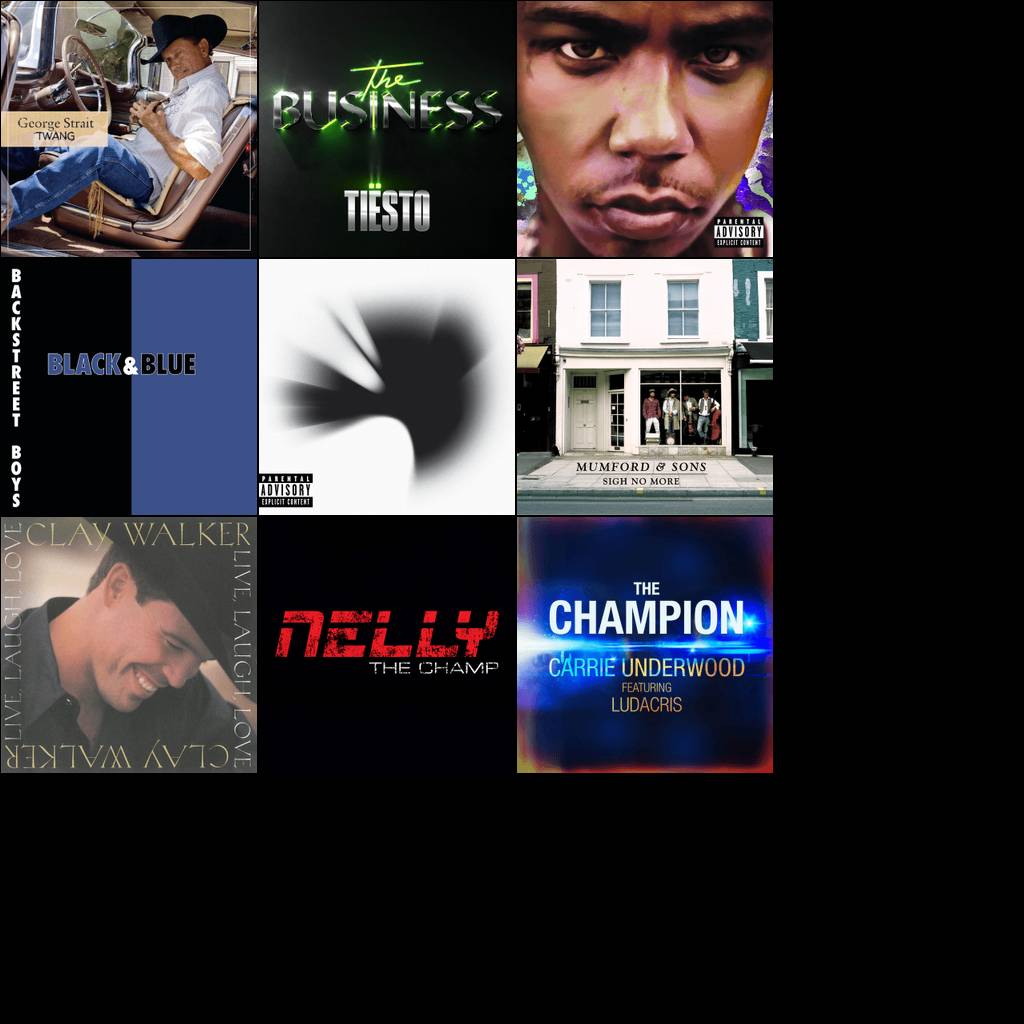 George Strait
TWANG
the
BUSINESS
TIËSTO
PARENTAL
ADVISORY
EXPLICIT CONTENT
BACKSTREET BOYS
BLACK & BLUE
PARENTAL
ADVISORY
EXPLICIT CONTENT
MUMFORD & SONS
SIGH NO MORE
CLAY WALKER
LIVE, LAUGH, LOVE
LIVE, LAUGH, LOVE
CLAY WALKER
NELLY
THE CHAMP
THE
CHAMPION
CARRIE UNDERWOOD
FEATURING
LUDACRIS